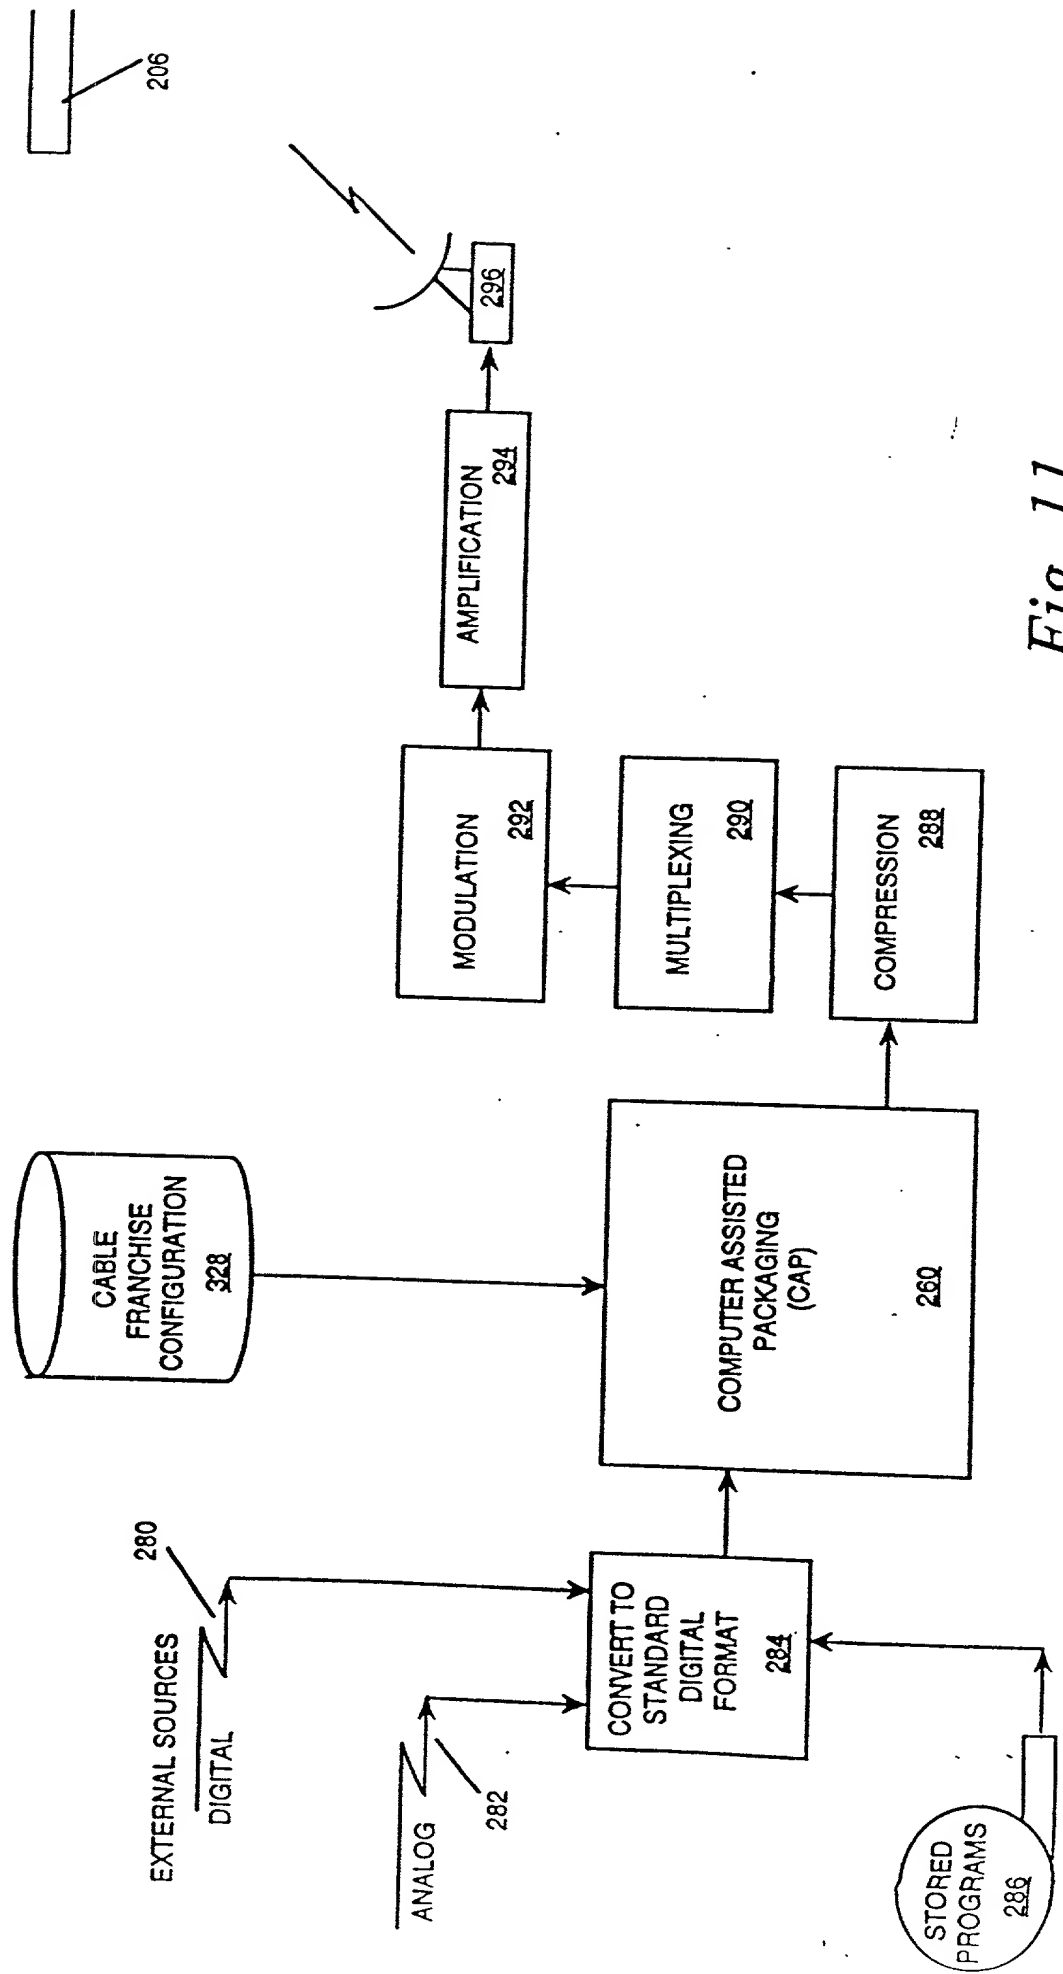 EXTERNAL SOURCES
DIGITAL
280
ANALOG
282
STORED
PROGRAMS
286
CONVERT TO
STANDARD
DIGITAL
FORMAT
284
CABLE
FRANCHISE
CONFIGURATION
328
COMPUTER ASSISTED
PACKAGING
(CAP)
260
COMPRESSION
288
MULTIPLEXING
290
MODULATION
292
AMPLIFICATION
294
296
206
Fig. 11